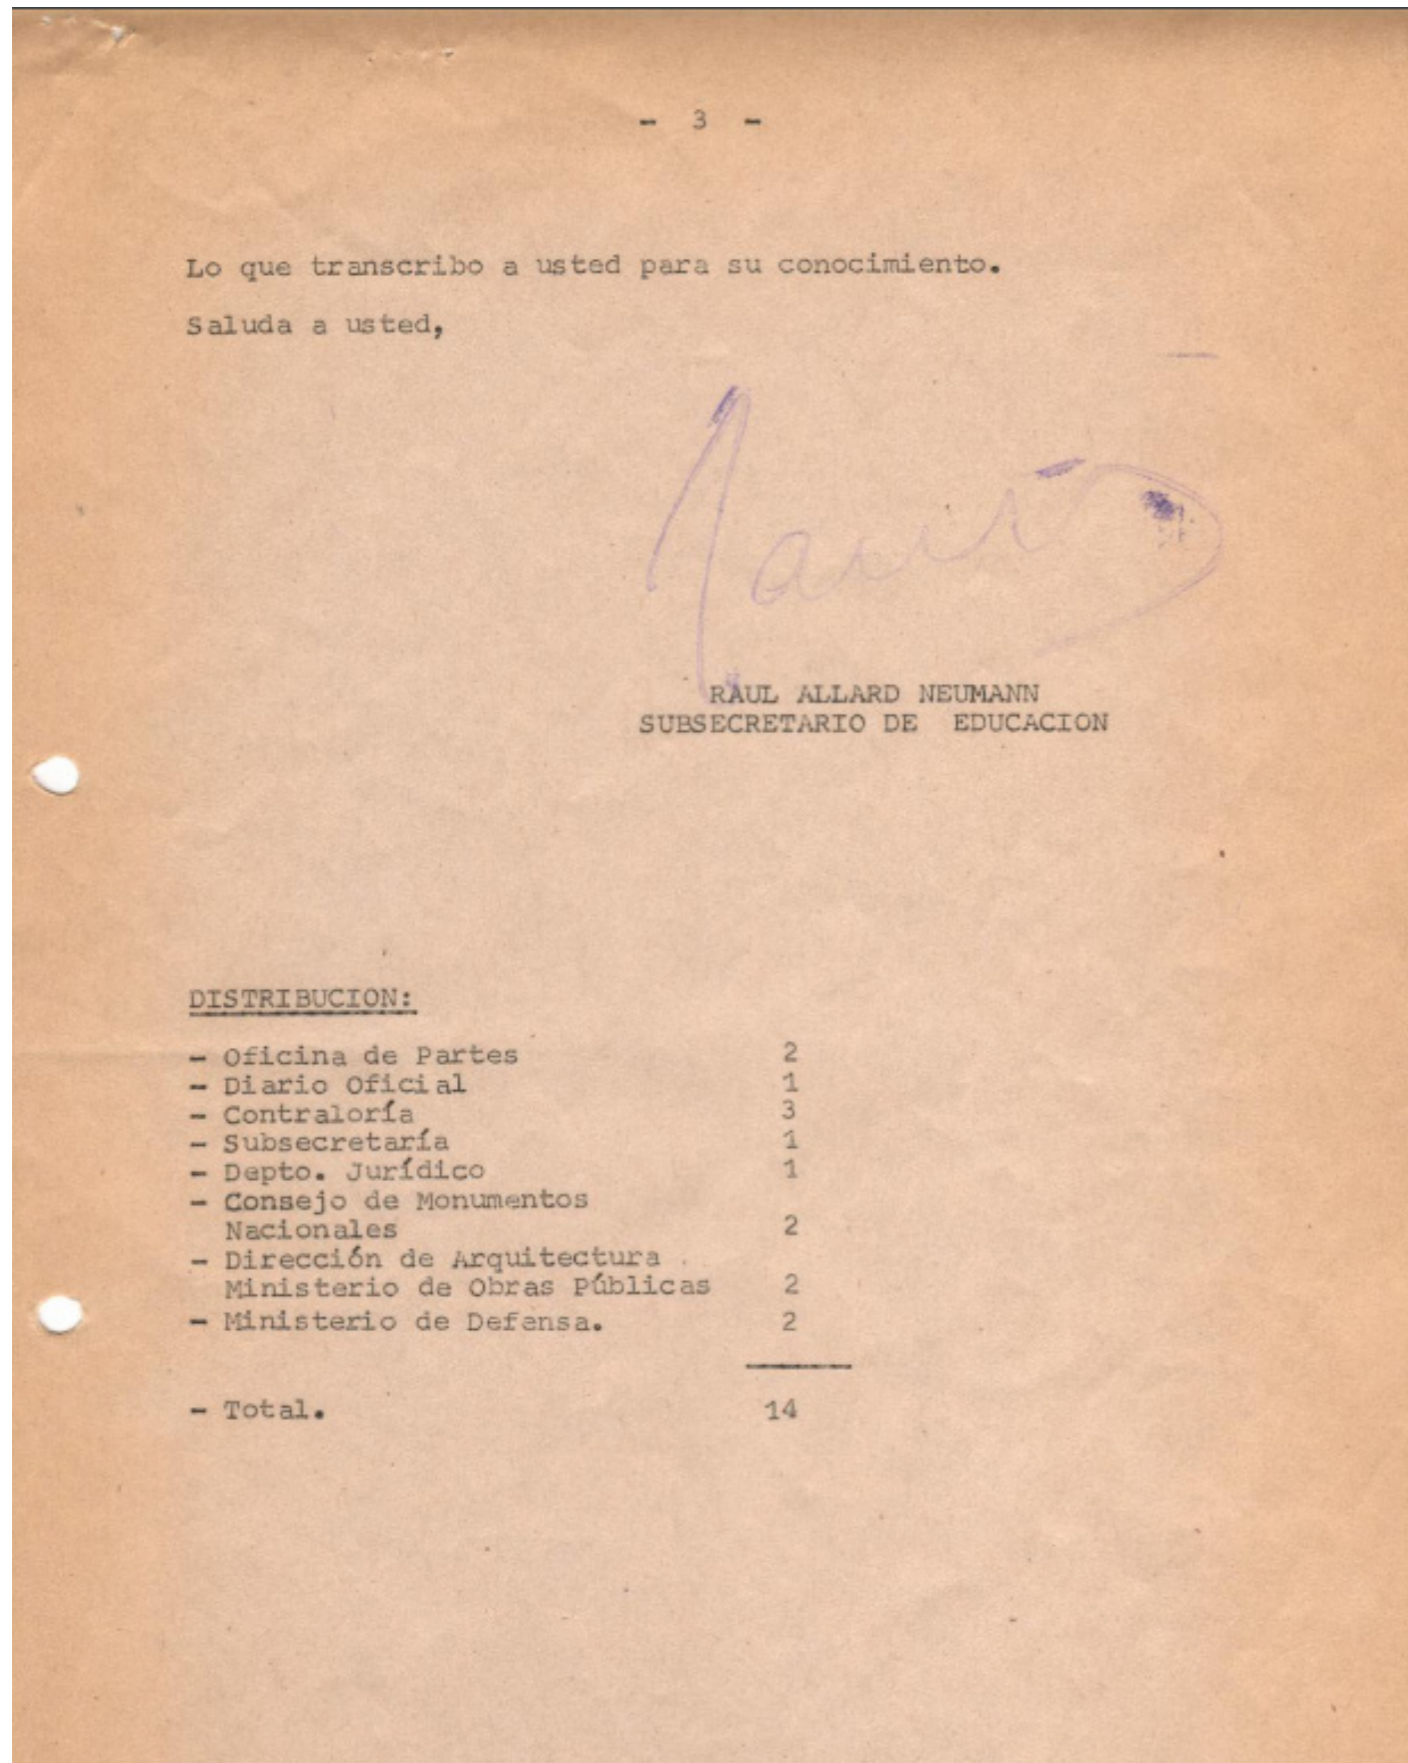 - 3 -
Lo que transcribo a usted para su conocimiento.
Saluda a usted,
RAUL ALLARD NEUMANN
SUBSECRETARIO DE EDUCACION
DISTRIBUCION:
- Oficina de Partes 2
- Diario Oficial 1
- Contraloría 3
- Subsecretaría 1
- Depto. Jurídico 1
- Consejo de Monumentos
Nacionales 2
- Dirección de Arquitectura
Ministerio de Obras Públicas 2
- Ministerio de Defensa. 2
- Total. 14